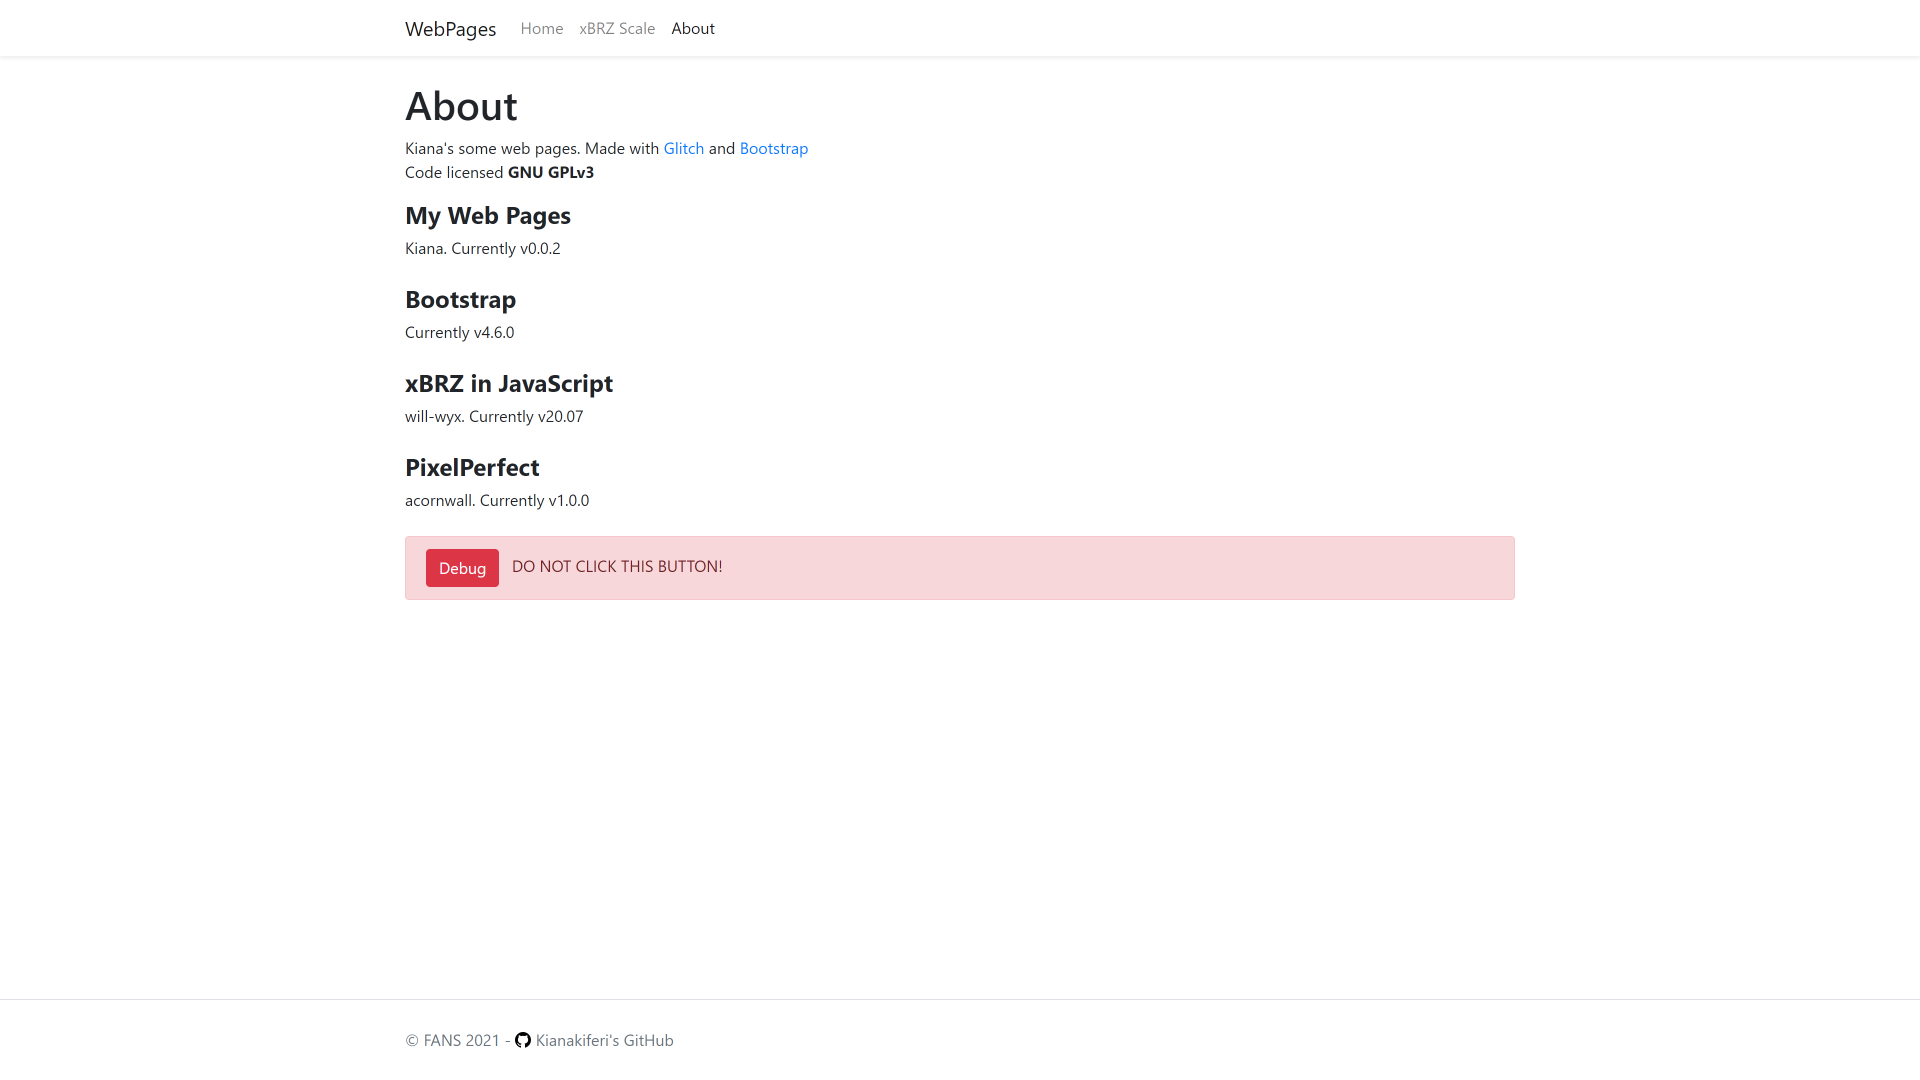 WebPages Home xBRZ Scale About
About
Kiana's some web pages. Made with Glitch and Bootstrap
Code licensed GNU GPLv3
My Web Pages
Kiana. Currently v0.0.2
Bootstrap
Currently v4.6.0
xBRZ in JavaScript
will-wyx. Currently v20.07
PixelPerfect
acornwall. Currently v1.0.0
Debug DO NOT CLICK THIS BUTTON!
© FANS 2021 - Kianakiferi's GitHub